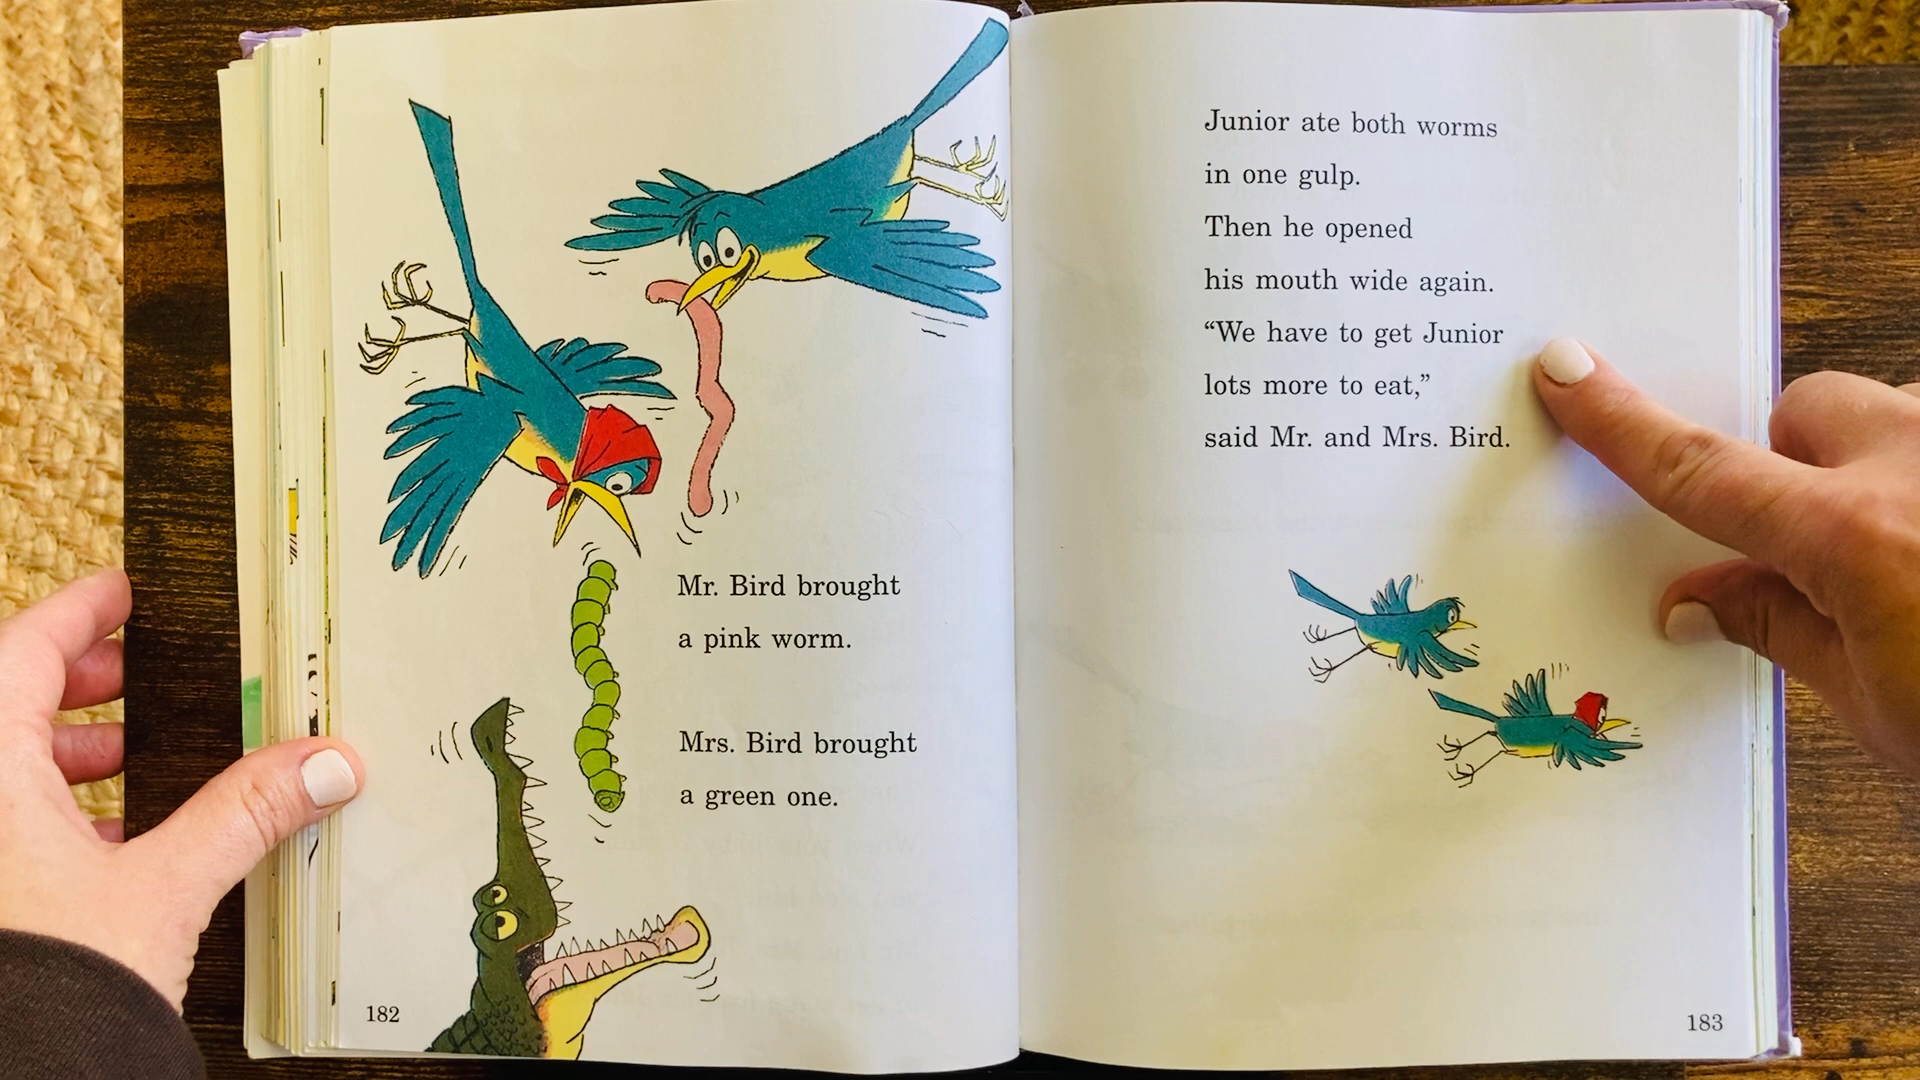 Mr. Bird brought
a pink worm.
Mrs. Bird brought
a green one.
182
Junior ate both worms
in one gulp.
Then he opened
his mouth wide again.
“We have to get Junior
lots more to eat,”
said Mr. and Mrs. Bird.
183